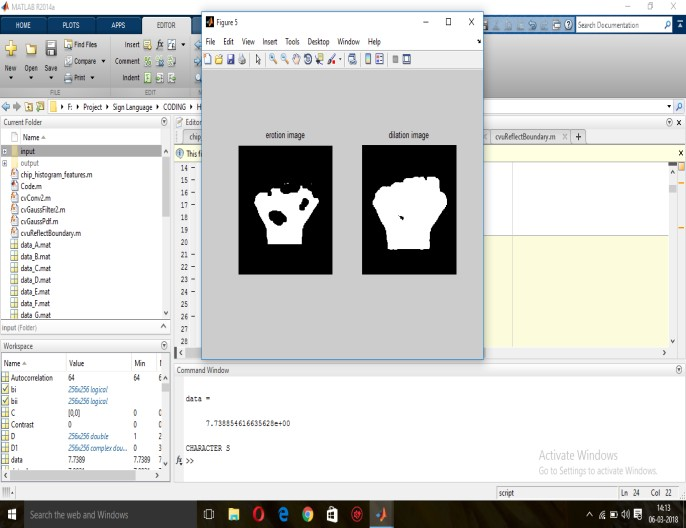 MATLAB R2014a
HOME PLOTS APPS EDITOR
Search Documentation
New Open Save
Find Files
Compare
Print
Insert
Comment
Indent
FILE EDIT
F: Project Sign Language CODING
Current Folder
Name
input
output
chip_histogram_features.m
Code.m
cvConv2.m
cvGaussFilter2.m
cvGaussPdf.m
cvuReflectBoundary.m
data_A.mat
data_B.mat
data_C.mat
data_D.mat
data_E.mat
data_F.mat
data_G.mat
input (Folder)
Workspace
Name Value Min
Autocorrelation 64 64
bi 256x256 logical
bii 256x256 logical
C [0,0] 0
Contrast 0 0
D 256x256 double 1 2
D1 256x256 complex dou... 0 3
data 7.7389 7.7389 7
Figure 5
File Edit View Insert Tools Desktop Window Help
erotion image dilation image
Editor
chip
cvuReflectBoundary.m
This f
14
15
16
17
18
19
20
21
22
23
24
25
26
27
28
Command Window
data =
7.738854616635628e+00
CHARACTER S
fx >>
Activate Windows
Go to Settings to activate Windows.
script Ln 24 Col 22
Search the web and Windows
14:13
06-03-2018